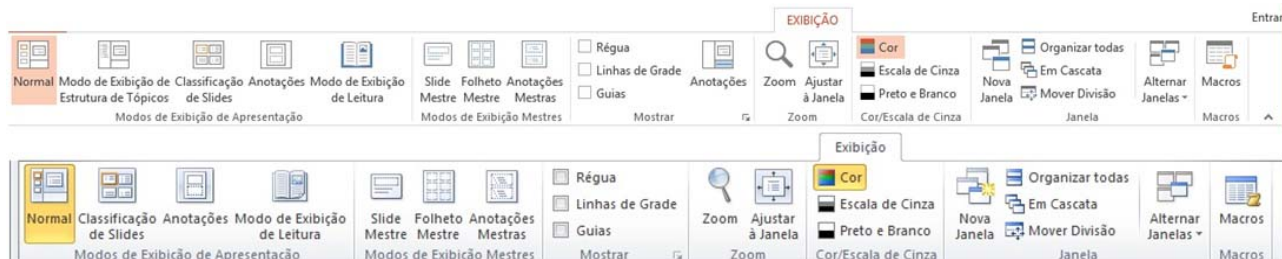 EXIBIÇÃO Entrar
Régua Cor Organizar todas
Linhas de Grade Escala de Cinza Em Cascata
Guias Preto e Branco Mover Divisão
Normal Modo de Exibição de Classificação Anotações Modo de Exibição Slide Folheto Anotações Anotações Zoom Ajustar Nova Alternar Macros
Estrutura de Tópicos de Slides de Leitura Mestre Mestre Mestras à Janela Janela Janelas
Modos de Exibição de Apresentação Modos de Exibição Mestres Mostrar Zoom Cor/Escala de Cinza Janela Macros
Exibição
Régua Cor Organizar todas
Linhas de Grade Escala de Cinza Em Cascata
Guias Preto e Branco Mover Divisão
Normal Classificação Anotações Modo de Exibição Slide Folheto Anotações Zoom Ajustar Nova Alternar Macros
de Slides de Leitura Mestre Mestre Mestras à Janela Janela Janelas
Modos de Exibição de Apresentação Modos de Exibição Mestres Mostrar Zoom Cor/Escala de Cinza Janela Macros